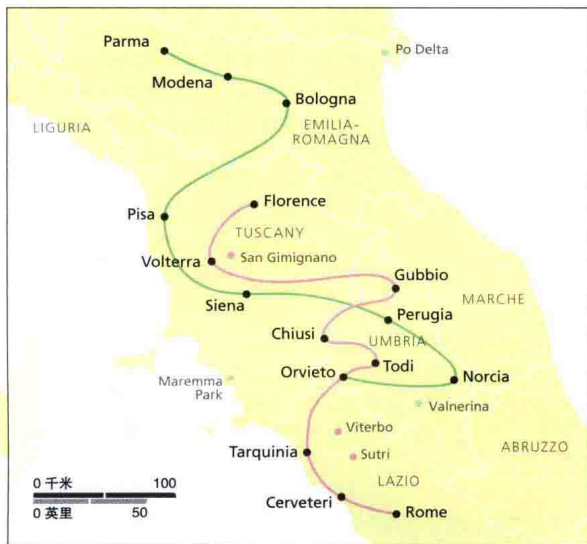 Parma
Po Delta
Modena
Bologna
LIGURIA
EMILIA-
ROMAGNA
Florence
Pisa
TUSCANY
San Gimignano
Volterra
Gubbio
Siena
MARCHE
Perugia
Chiusi
UMBRIA
Todi
Orvieto
Norcia
Maremma
Park
Valnerina
Viterbo
ABRUZZO
Tarquinia
Sutri
LAZIO
0 千米 100
Cerveteri
Rome
0 英里 50